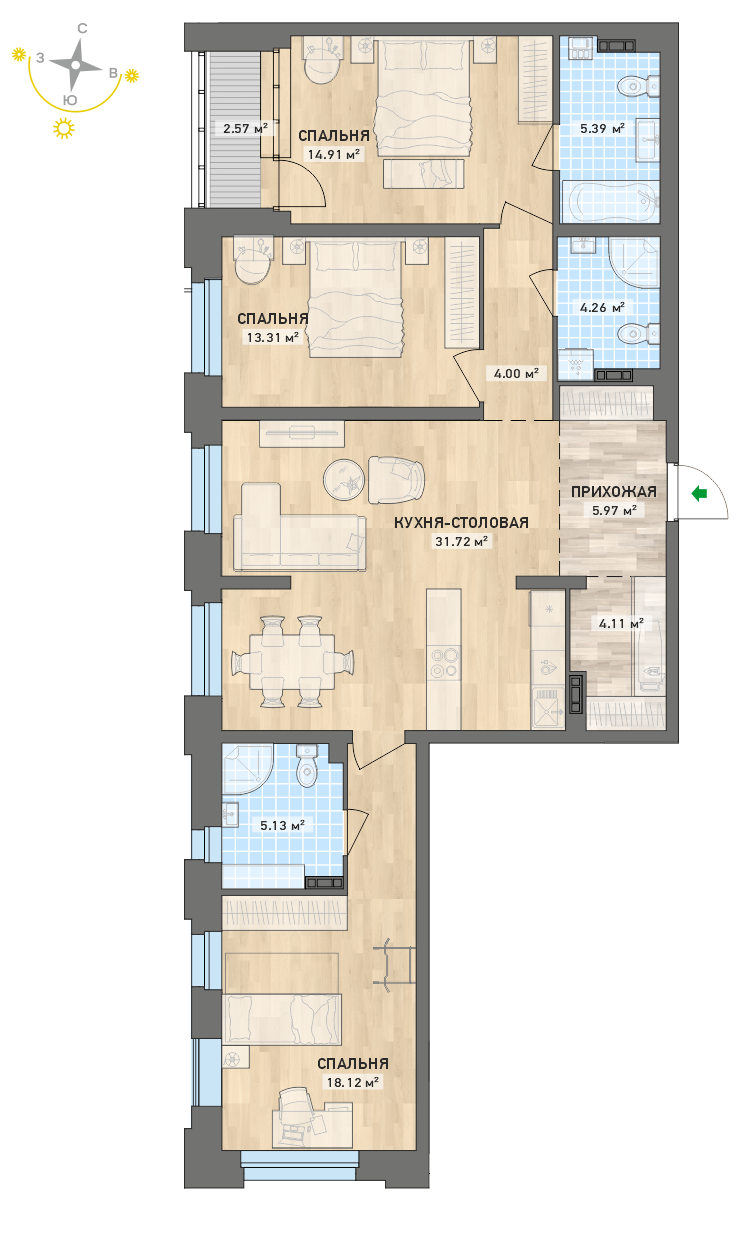 С
З
В
Ю
2.57 м²
СПАЛЬНЯ
14.91 м²
5.39 м²
СПАЛЬНЯ
13.31 м²
4.26 м²
4.00 м²
ПРИХОЖАЯ
5.97 м²
КУХНЯ-СТОЛОВАЯ
31.72 м²
4.11 м²
5.13 м²
СПАЛЬНЯ
18.12 м²